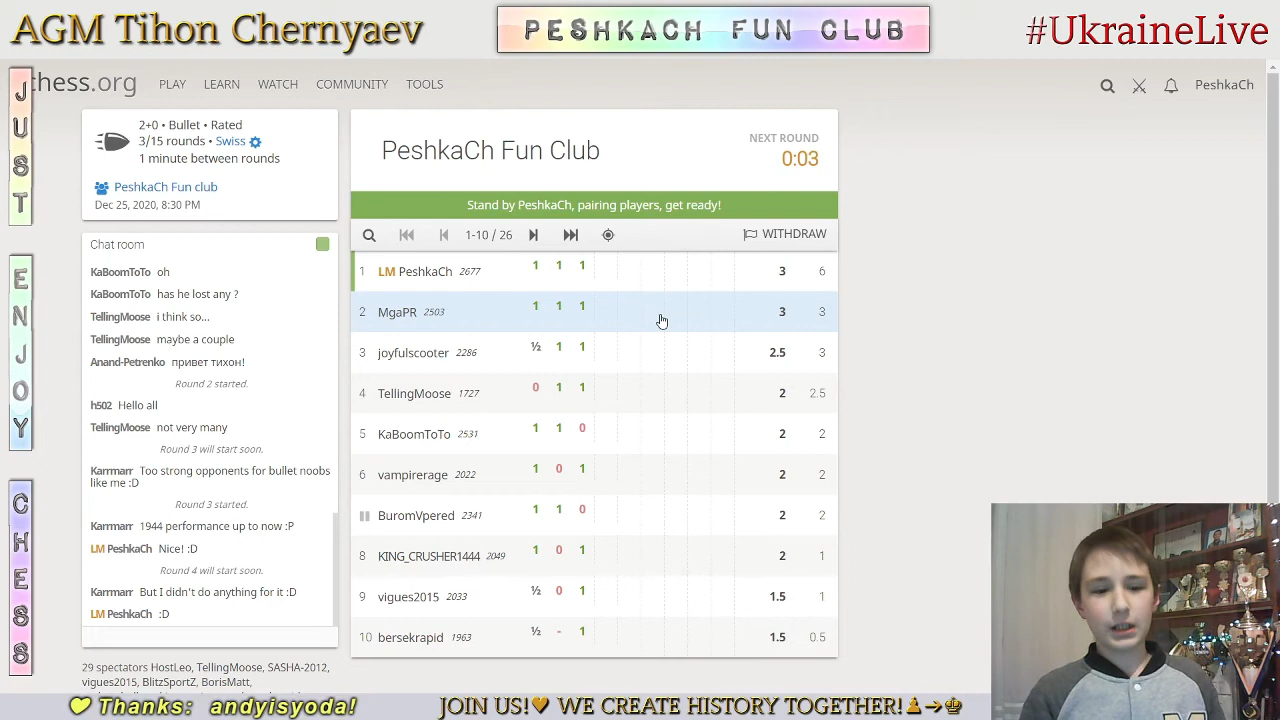 AGM Tihon Chernyaev
PESHKACH FUN CLUB
#UkraineLive
JUST
ENJOY
CHESS
chess.org
PLAY LEARN WATCH COMMUNITY TOOLS
PeshkaCh
2+0 • Bullet • Rated
3/15 rounds • Swiss
1 minute between rounds
PeshkaCh Fun club
Dec 25, 2020, 8:30 PM
Chat room
KaBoomToTo oh
KaBoomToTo has he lost any ?
TellingMoose i think so...
TellingMoose maybe a couple
Anand-Petrenko привет тихон!
Round 2 started.
h502 Hello all
TellingMoose not very many
Round 3 will start soon.
Karrmarr Too strong opponents for bullet noobs
like me :D
Round 3 started.
Karrmarr 1944 performance up to now :P
LM PeshkaCh Nice! :D
Round 4 will start soon.
Karrmarr But I didn't do anything for it :D
LM PeshkaCh :D
29 spectators HostLeo, TellingMoose, SASHA-2012,
vigues2015, BlitzSportZ, BorisMatt,
PeshkaCh Fun Club
NEXT ROUND
0:03
Stand by PeshkaCh, pairing players, get ready!
1-10 / 26
WITHDRAW
1 LM PeshkaCh 2677 1 1 1 3 6
2 MgaPR 2503 1 1 1 3 3
3 joyfulscooter 2286 ½ 1 1 2.5 3
4 TellingMoose 1727 0 1 1 2 2.5
5 KaBoomToTo 2531 1 1 0 2 2
6 vampirerage 2022 1 0 1 2 2
BuromVpered 2341 1 1 0 2 2
8 KING_CRUSHER1444 2049 1 0 1 2 1
9 vigues2015 2033 ½ 0 1 1.5 1
10 bersekrapid 1963 ½ - 1 1.5 0.5
Thanks: andyisyoda!
JOIN US! WE CREATE HISTORY TOGETHER!